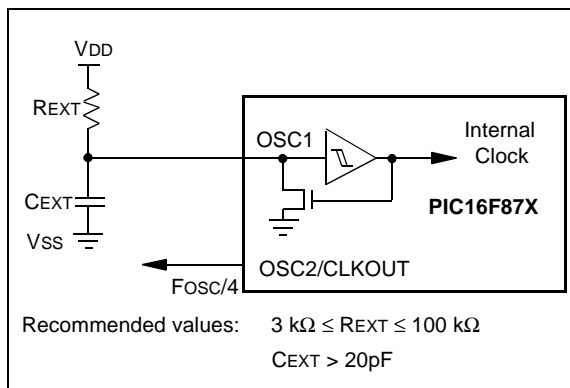 VDD
REXT
OSC1
Internal
Clock
CEXT
PIC16F87X
VSS
OSC2/CLKOUT
FOSC/4
Recommended values: 3 kΩ ≤ REXT ≤ 100 kΩ
CEXT > 20pF